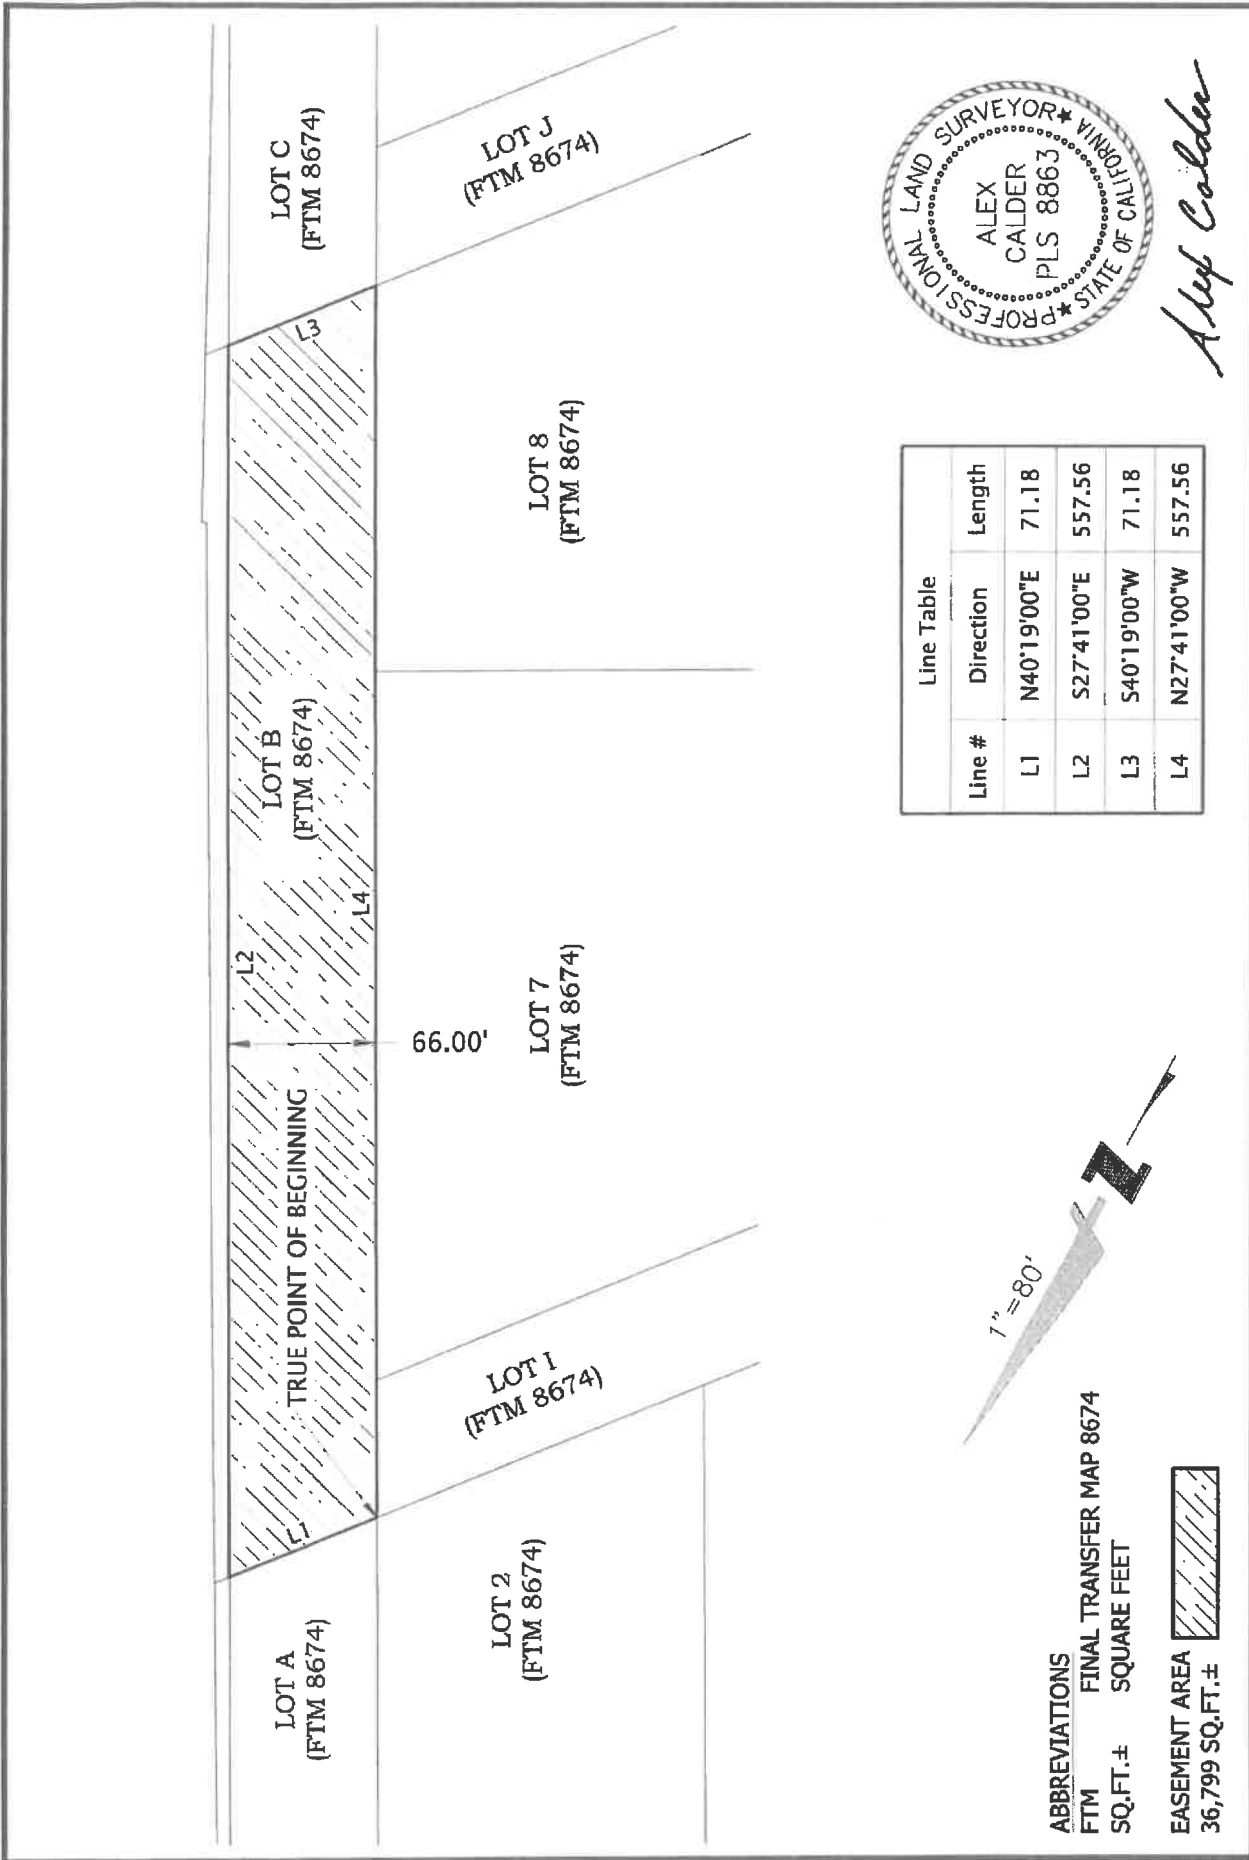 LOT A
(FTM 8674)
LOT B
(FTM 8674)
LOT C
(FTM 8674)
L1
L2
L3
L4
TRUE POINT OF BEGINNING
66.00'
LOT 2
(FTM 8674)
LOT I
(FTM 8674)
LOT 7
(FTM 8674)
LOT 8
(FTM 8674)
LOT J
(FTM 8674)
ABBREVIATIONS
FTM FINAL TRANSFER MAP 8674
SQ.FT.± SQUARE FEET
EASEMENT AREA
36,799 SQ.FT.±
1"=80'
Z
Line Table
Line # Direction Length
L1 N40°19'00"E 71.18
L2 S27°41'00"E 557.56
L3 S40°19'00"W 71.18
L4 N27°41'00"W 557.56
PROFESSIONAL LAND SURVEYOR
ALEX
CALDER
PLS 8863
STATE OF CALIFORNIA
Alex Calder